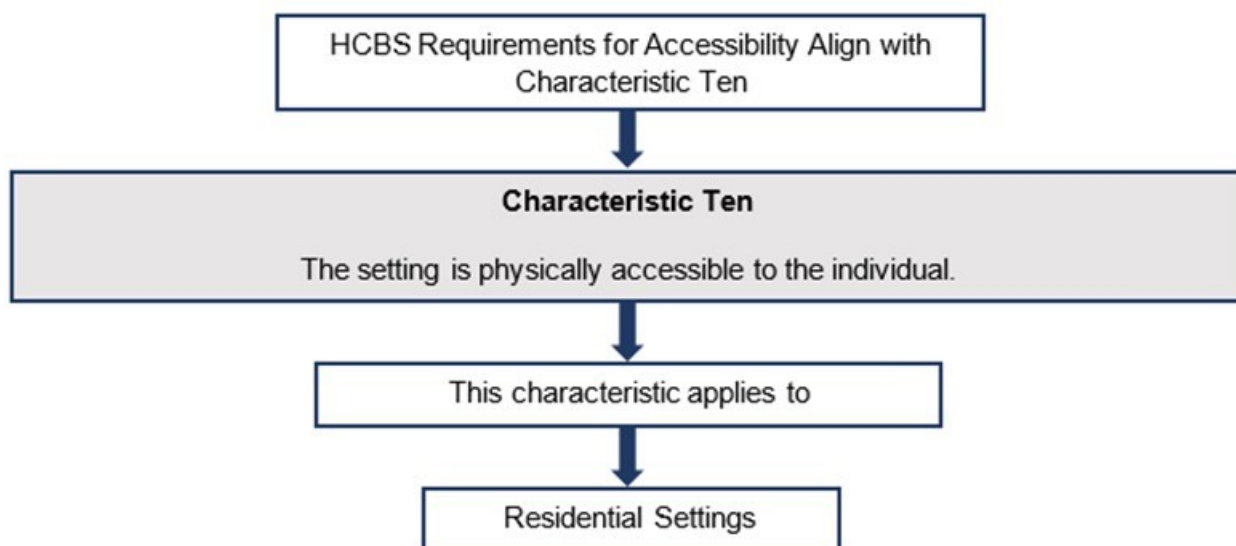 HCBS Requirements for Accessibility Align with
Characteristic Ten
Characteristic Ten
The setting is physically accessible to the individual.
This characteristic applies to
Residential Settings